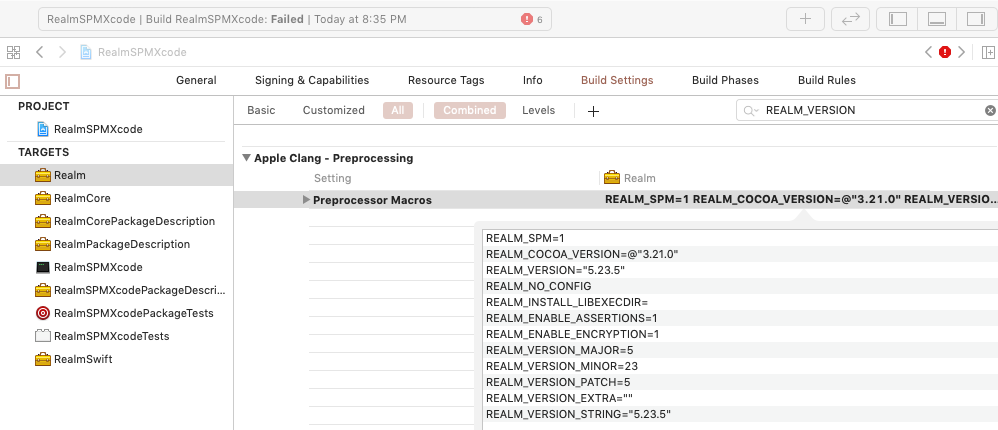 RealmSPMXcode | Build RealmSPMXcode: Failed | Today at 8:35 PM 6
RealmSPMXcode
General Signing & Capabilities Resource Tags Info Build Settings Build Phases Build Rules
PROJECT
RealmSPMXcode
TARGETS
Realm
RealmCore
RealmCorePackageDescription
RealmPackageDescription
RealmSPMXcode
RealmSPMXcodePackageDescri...
RealmSPMXcodePackageTests
RealmSPMXcodeTests
RealmSwift
Basic Customized All Combined Levels + REALM_VERSION
Apple Clang - Preprocessing
Setting Realm
Preprocessor Macros REALM_SPM=1 REALM_COCOA_VERSION=@"3.21.0" REALM_VERSIO...
REALM_SPM=1
REALM_COCOA_VERSION=@"3.21.0"
REALM_VERSION="5.23.5"
REALM_NO_CONFIG
REALM_INSTALL_LIBEXECDIR=
REALM_ENABLE_ASSERTIONS=1
REALM_ENABLE_ENCRYPTION=1
REALM_VERSION_MAJOR=5
REALM_VERSION_MINOR=23
REALM_VERSION_PATCH=5
REALM_VERSION_EXTRA=""
REALM_VERSION_STRING="5.23.5"